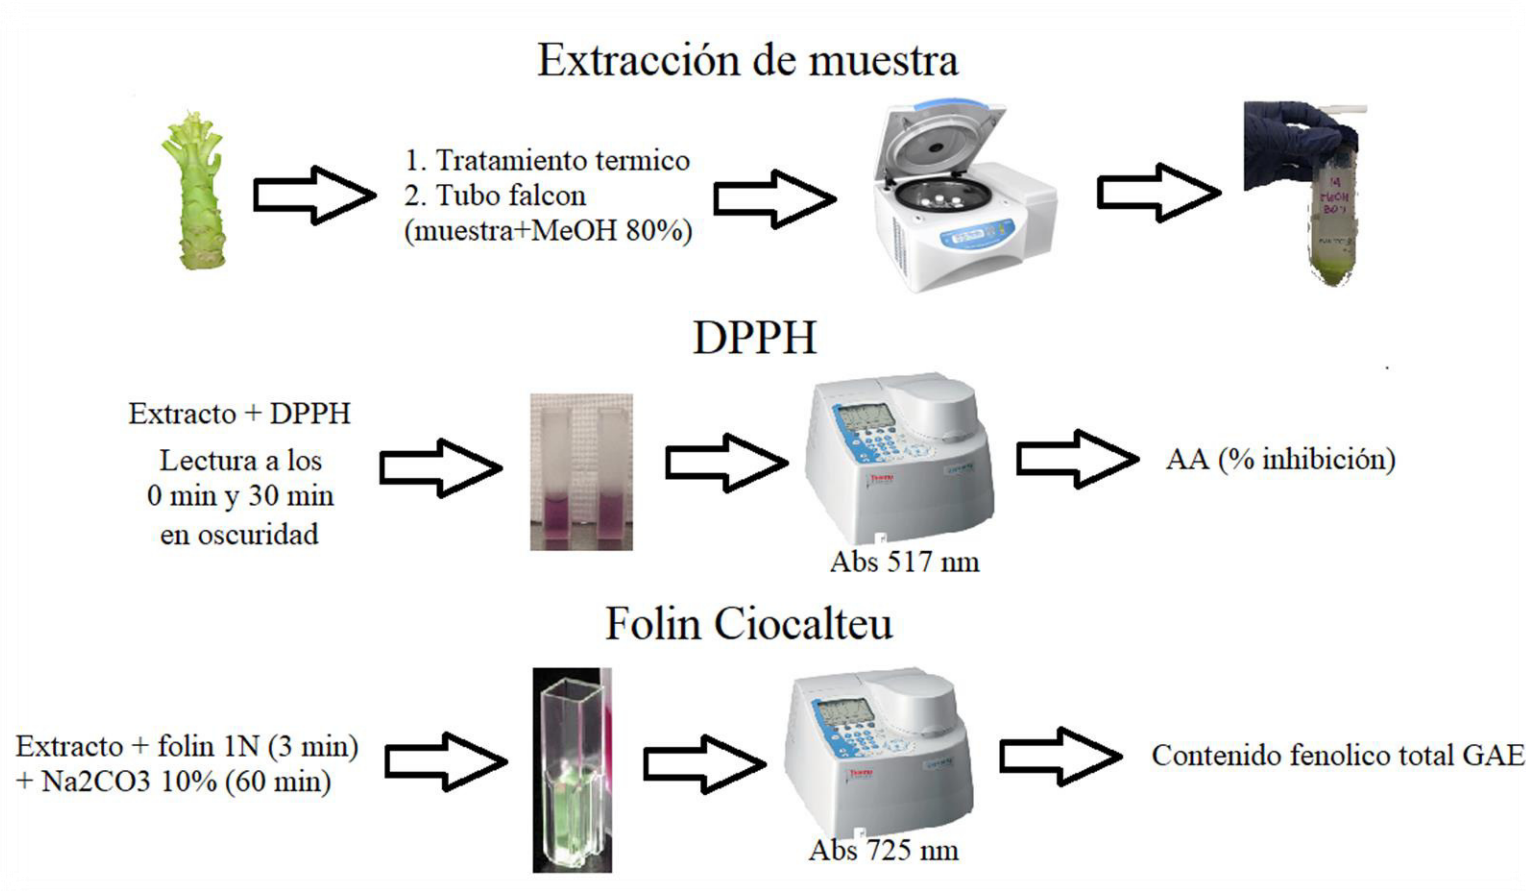 Extracción de muestra
1. Tratamiento termico
2. Tubo falcon
(muestra+MeOH 80%)
DPPH
Extracto + DPPH
Lectura a los
0 min y 30 min
en oscuridad
Thermo
AA (% inhibición)
Abs 517 nm
Folin Ciocalteu
Extracto + folin 1N (3 min)
+ Na2CO3 10% (60 min)
Thermo
Contenido fenolico total GAE
Abs 725 nm